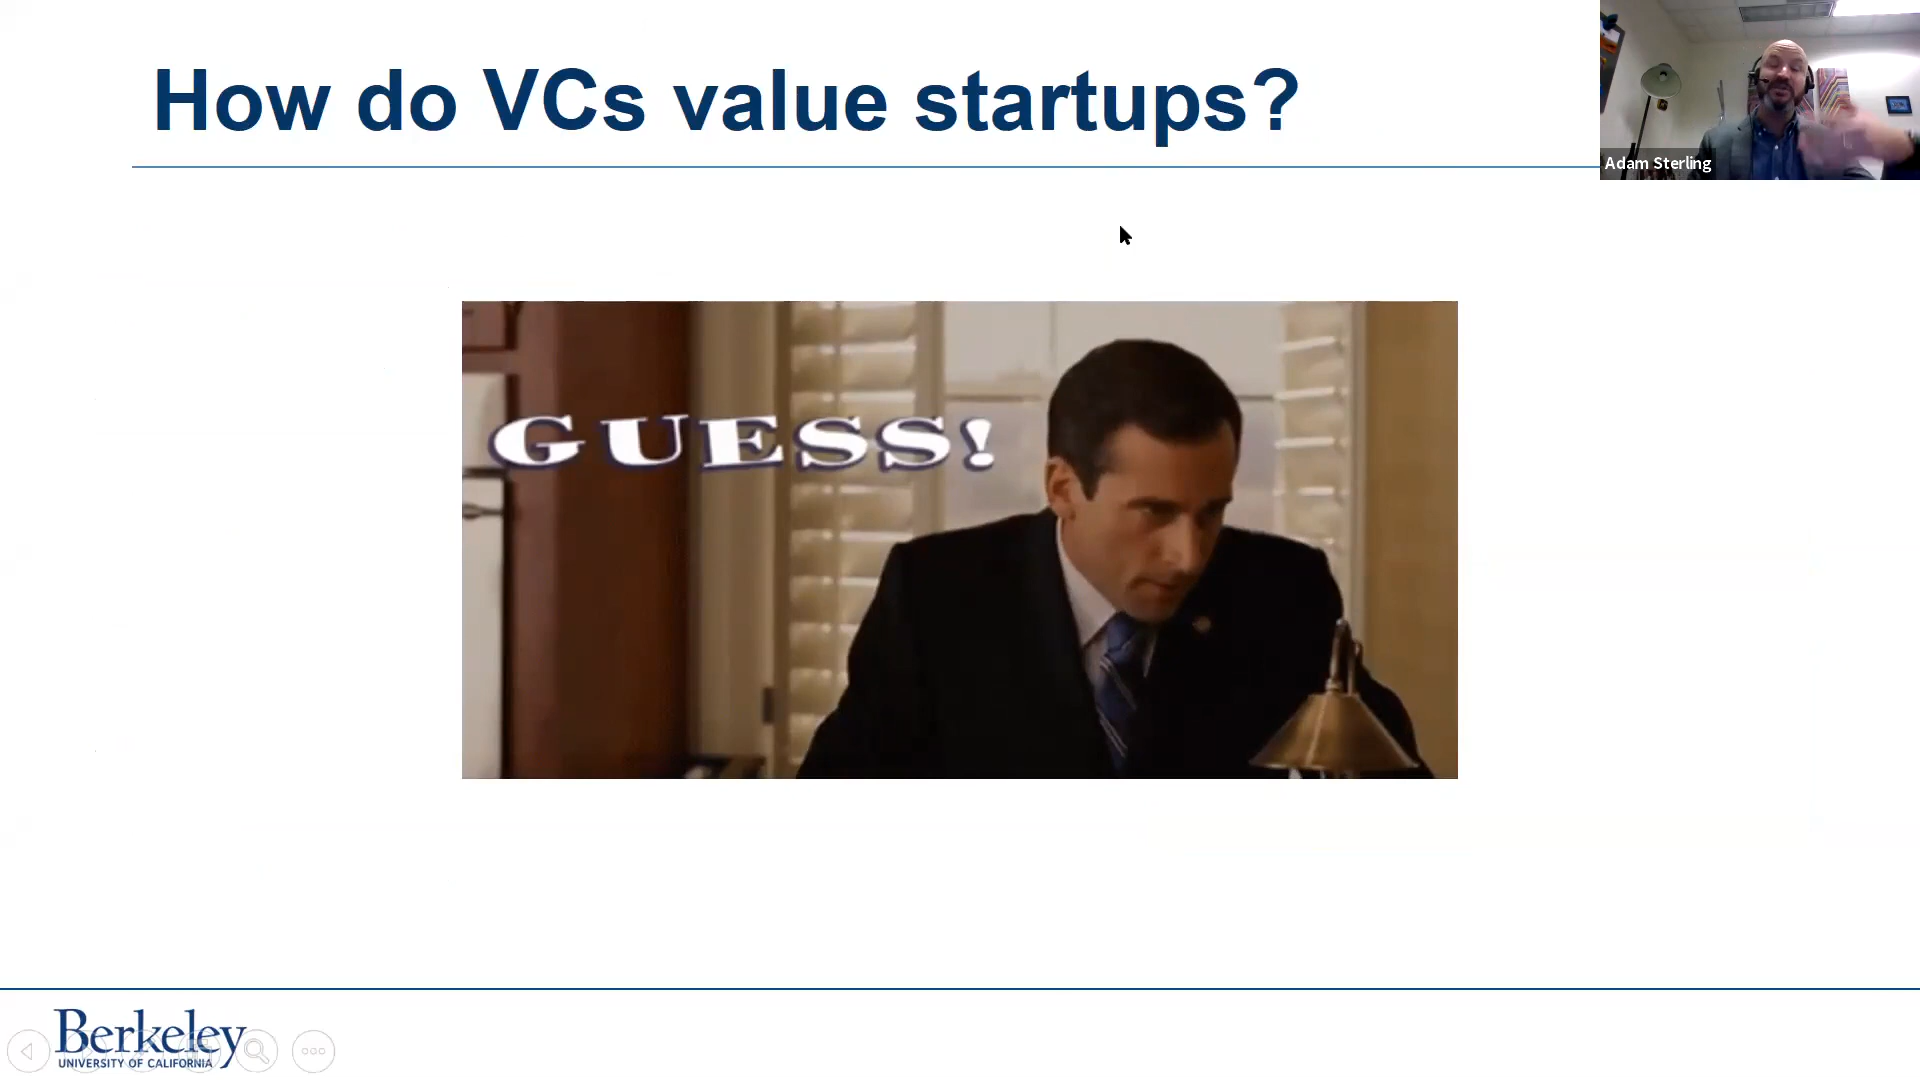 How do VCs value startups?
Adam Sterling
GUESS!
Berkeley
UNIVERSITY OF CALIFORNIA